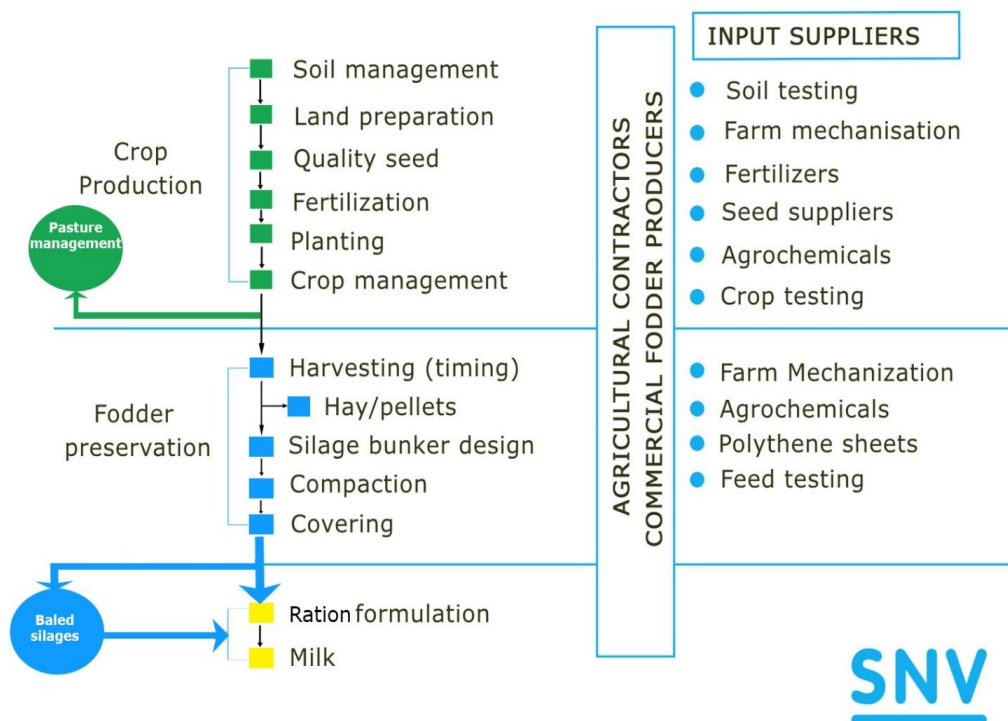 Crop
Production
Pasture
management
Soil management
Land preparation
Quality seed
Fertilization
Planting
Crop management
Fodder
preservation
Harvesting (timing)
Hay/pellets
Silage bunker design
Compaction
Covering
Baled
silages
Ration formulation
Milk
AGRICULTURAL CONTRACTORS
COMMERCIAL FODDER PRODUCERS
INPUT SUPPLIERS
Soil testing
Farm mechanisation
Fertilizers
Seed suppliers
Agrochemicals
Crop testing
Farm Mechanization
Agrochemicals
Polythene sheets
Feed testing
SNV